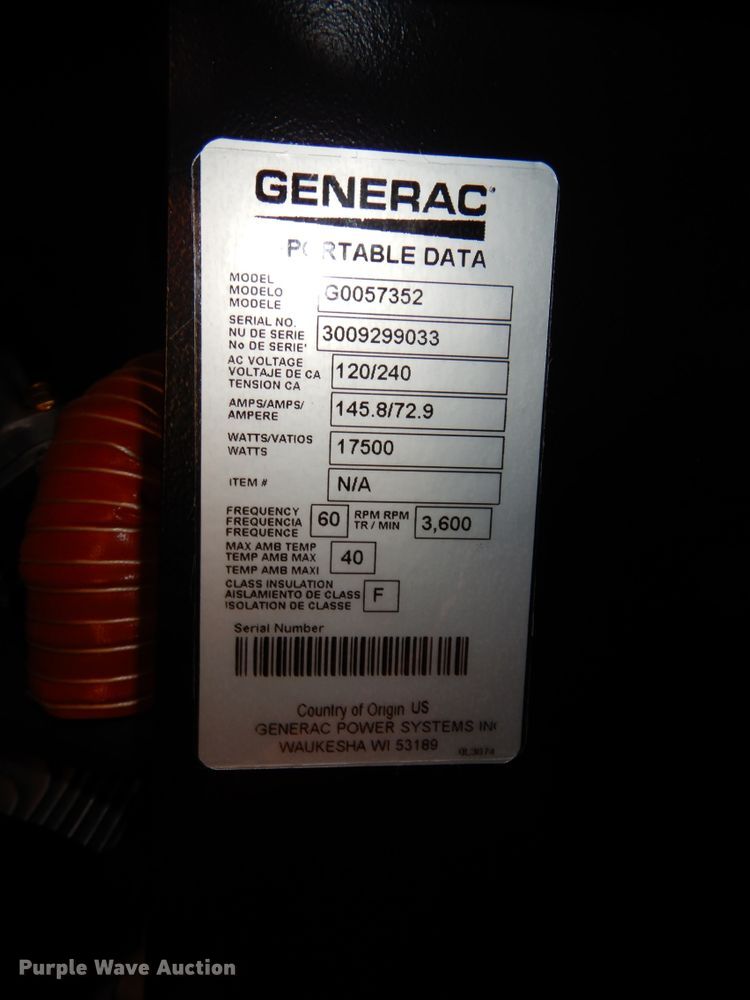 GENERAC
PORTABLE DATA
MODEL
MODELO
MODELE
G0057352
SERIAL NO.
NU DE SERIE
No DE SERIE'
3009299033
AC VOLTAGE
VOLTAJE DE CA
TENSION CA
120/240
AMPS/AMPS/
AMPERE
145.8/72.9
WATTS/VATIOS
WATTS
17500
ITEM #
N/A
FREQUENCY
FREQUENCIA
FREQUENCE
60
RPM RPM
TR / MIN
3,600
MAX AMB TEMP
TEMP AMB MAX
TEMP AMB MAXI
40
CLASS INSULATION
AISLAMIENTO DE CLASS
ISOLATION DE CLASSE
F
Serial Number
Country of Origin US
GENERAC POWER SYSTEMS IN
WAUKESHA WI 53189
Purple Wave Auction